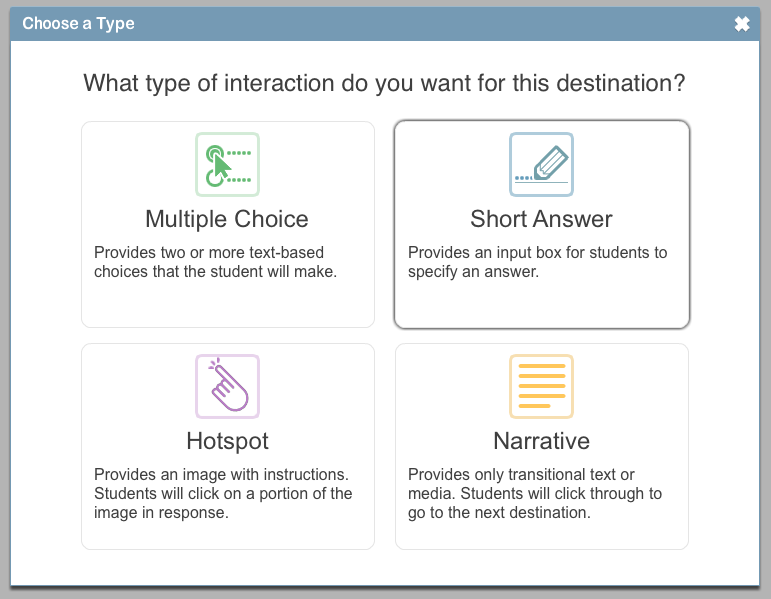 Choose a Type
What type of interaction do you want for this destination?
Multiple Choice
Provides two or more text-based
choices that the student will make.
Short Answer
Provides an input box for students to
specify an answer.
Hotspot
Provides an image with instructions.
Students will click on a portion of the
image in response.
Narrative
Provides only transitional text or
media. Students will click through to
go to the next destination.